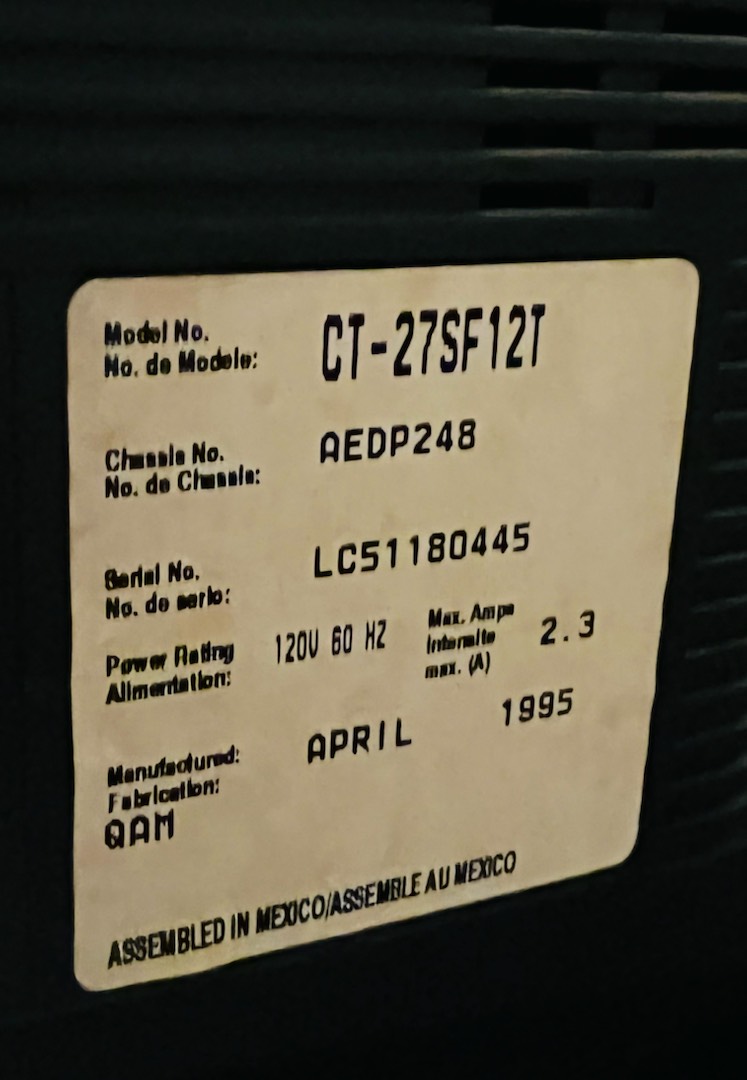 Model No.
No. de Modele:
CT-27SF12T
Chassis No.
No. de Chassis:
AEDP248
Serial No.
No. de serie:
LC51180445
Power Rating
Alimentation:
120V 60 HZ
Max. Amps
Intensite
max. (A)
2.3
Manufactured:
Fabrication:
APRIL 1995
QAM
ASSEMBLED IN MEXICO/ASSEMBLE AU MEXICO